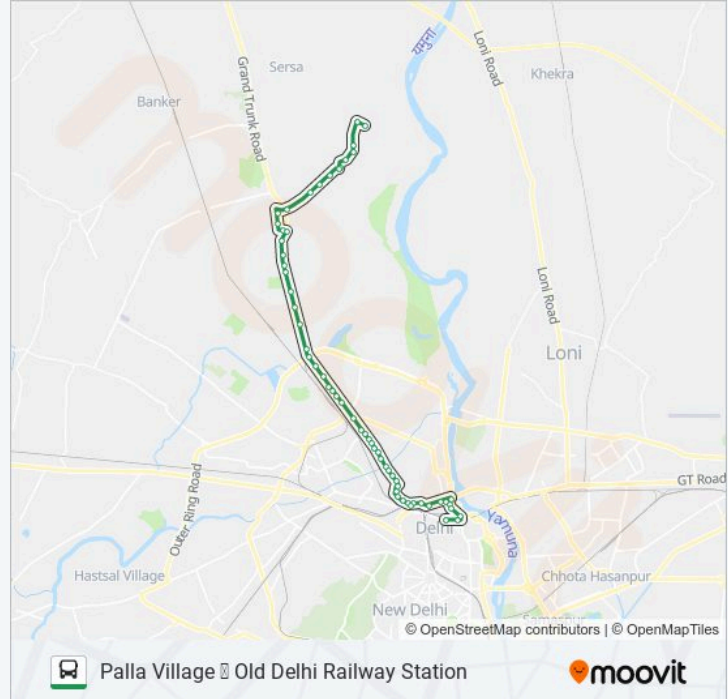 यमुना
Loni Road
Sersa
Khekra
Banker
Grand Trunk Road
Loni Road
Loni
GT Road
Outer Ring Road
Delhi
Yamuna
Hastsal Village
Chhota Hasanpur
New Delhi
© OpenStreetMap contributors | © OpenMapTiles
Palla Village Old Delhi Railway Station
moovit